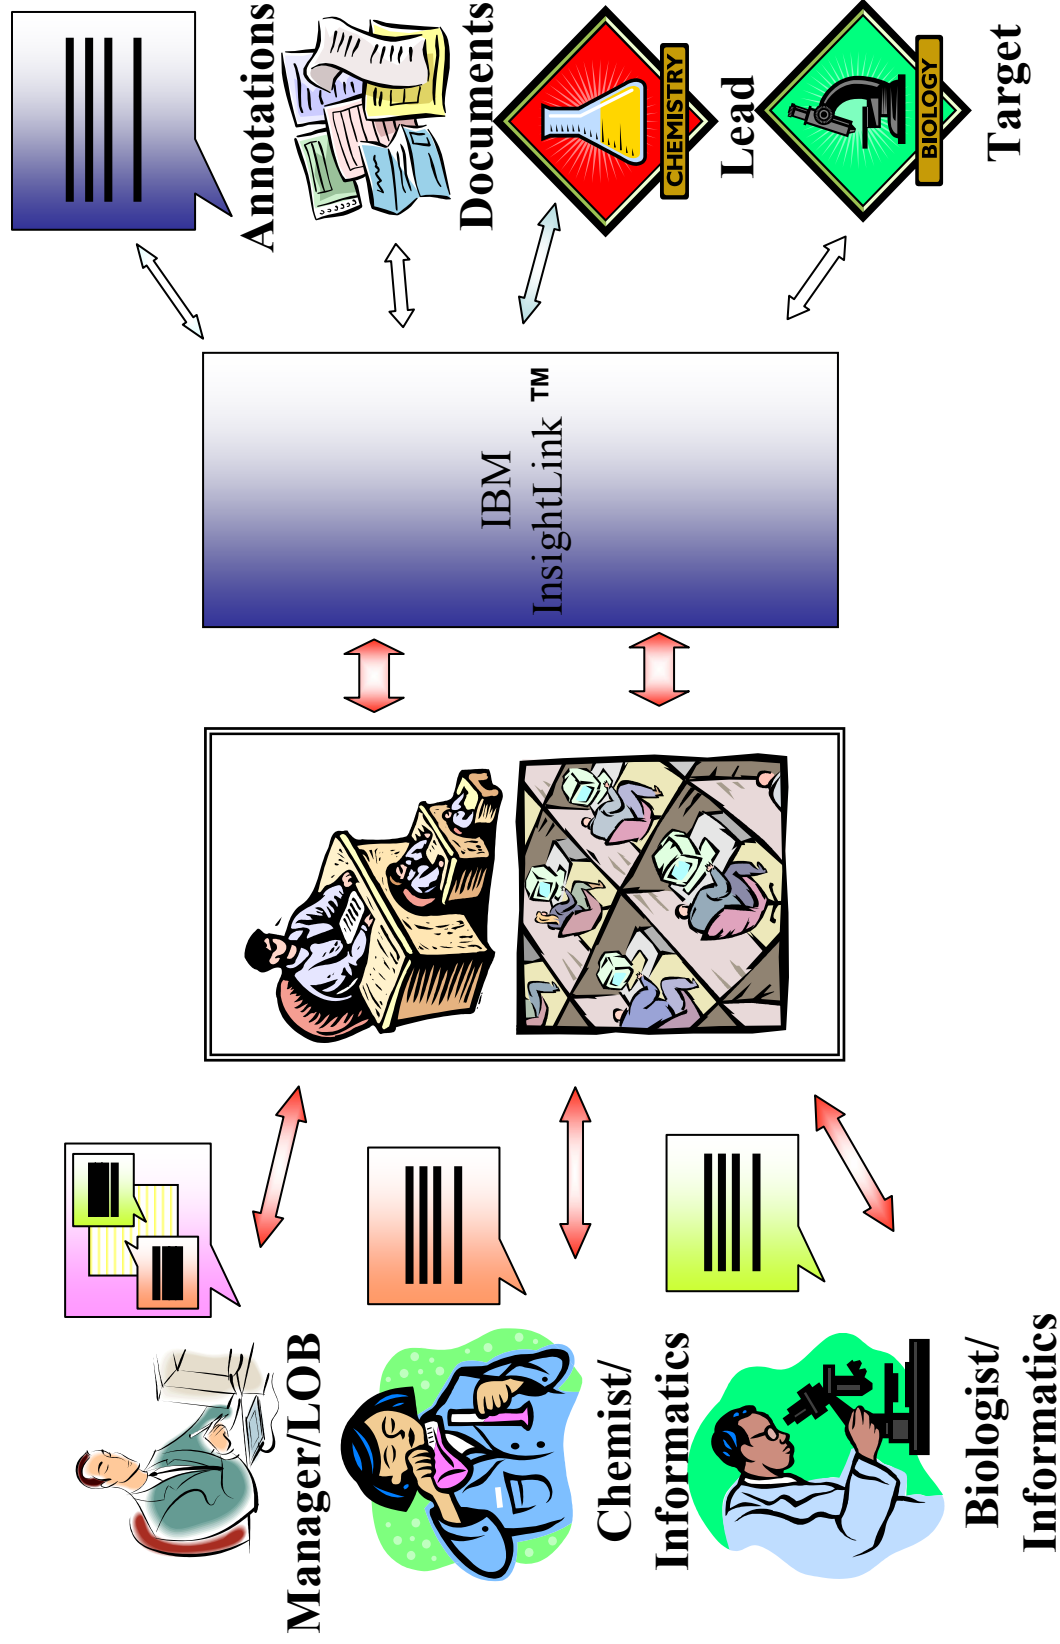 Manager/LOB
Chemist/
Informatics
Biologist/
Informatics
IBM
InsightLink ™
Annotations
Documents
CHEMISTRY
Lead
BIOLOGY
Target